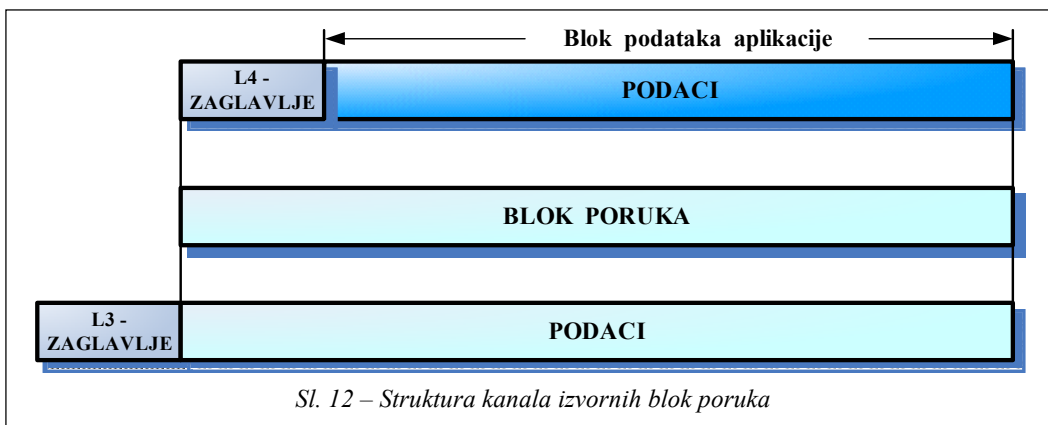 Blok podataka aplikacije
L4 -
ZAGLAVLJE
PODACI
BLOK PORUKA
L3 -
ZAGLAVLJE
PODACI
Sl. 12 – Struktura kanala izvornih blok poruka